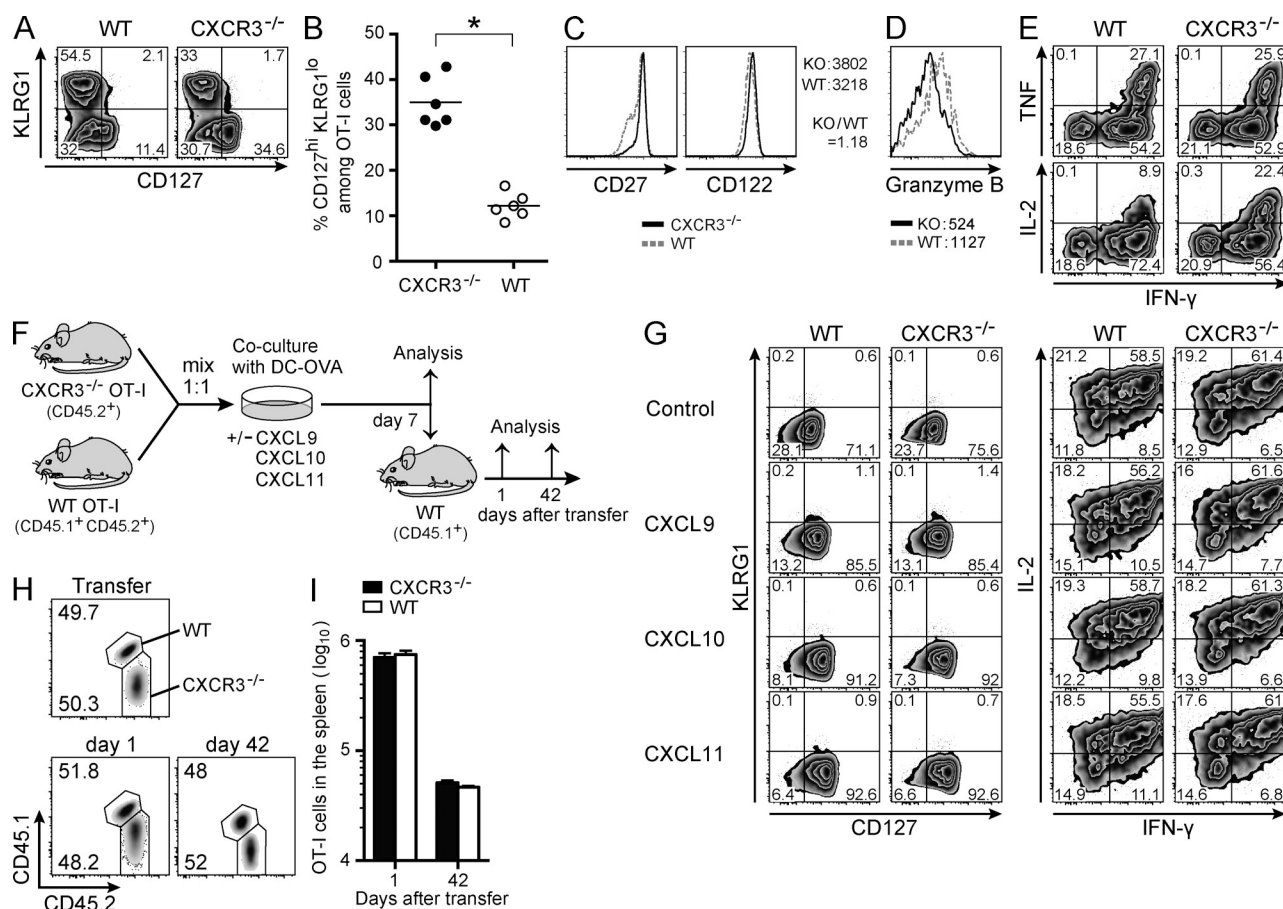 A
WT
CXCR3−/−
54.5
2.1
33
1.7
32
11.4
30.7
34.6
KLRG1
CD127
B
*
% CD127hi KLRG1lo
among OT-I cells
50
40
30
20
10
0
CXCR3−/−
WT
C
KO:3802
WT:3218
KO/WT
=1.18
CD27
CD122
CXCR3−/−
WT
D
Granzyme B
KO:524
WT:1127
E
WT
CXCR3−/−
0.1
27.1
0.1
25.9
18.6
54.2
21.1
52.9
TNF
0.1
8.9
0.3
22.4
18.6
72.4
20.9
56.4
IL-2
IFN-γ
F
CXCR3−/− OT-I
(CD45.2+)
WT OT-I
(CD45.1+ CD45.2+)
mix
1:1
Co-culture
with DC-OVA
+/− CXCL9
CXCL10
CXCL11
Analysis
day 7
WT
(CD45.1+)
Analysis
1
42
days after transfer
G
WT
CXCR3−/−
WT
CXCR3−/−
Control
0.2
0.6
0.1
0.6
21.2
58.5
19.2
61.4
28.1
71.1
23.7
75.6
11.8
8.5
12.9
6.5
CXCL9
0.2
1.1
0.1
1.4
18.2
56.2
16
61.6
13.2
85.5
13.1
85.4
15.1
10.5
14.7
7.7
CXCL10
0.1
0.6
0.1
0.6
19.3
58.7
18.2
61.3
8.1
91.2
7.3
92
12.2
9.8
13.9
6.6
CXCL11
0.1
0.9
0.1
0.7
18.5
55.5
17.6
61
6.4
92.6
6.6
92.6
14.9
11.1
14.6
6.8
KLRG1
CD127
IL-2
IFN-γ
H
Transfer
49.7
50.3
WT
CXCR3−/−
day 1
day 42
51.8
48
48.2
52
CD45.1
CD45.2
I
CXCR3−/−
WT
OT-I cells in the spleen (log10)
6
5
4
1
42
Days after transfer